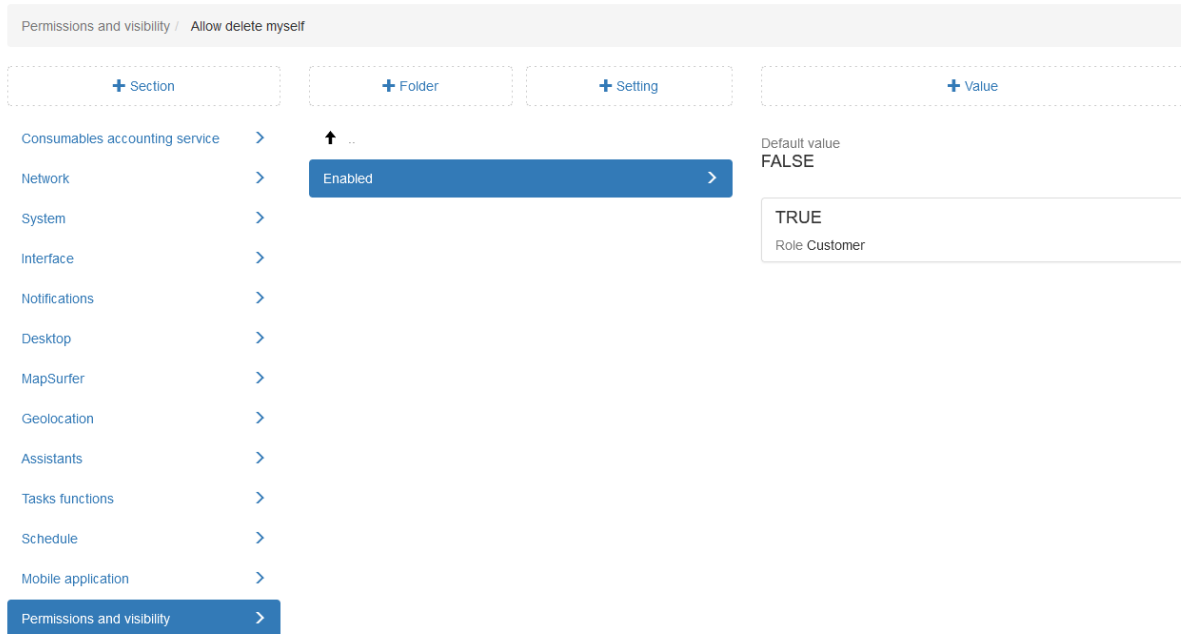 Permissions and visibility / Allow delete myself
+ Section
+ Folder
+ Setting
+ Value
Consumables accounting service
Network
System
Interface
Notifications
Desktop
MapSurfer
Geolocation
Assistants
Tasks functions
Schedule
Mobile application
Permissions and visibility
..
Enabled
Default value
FALSE
TRUE
Role Customer